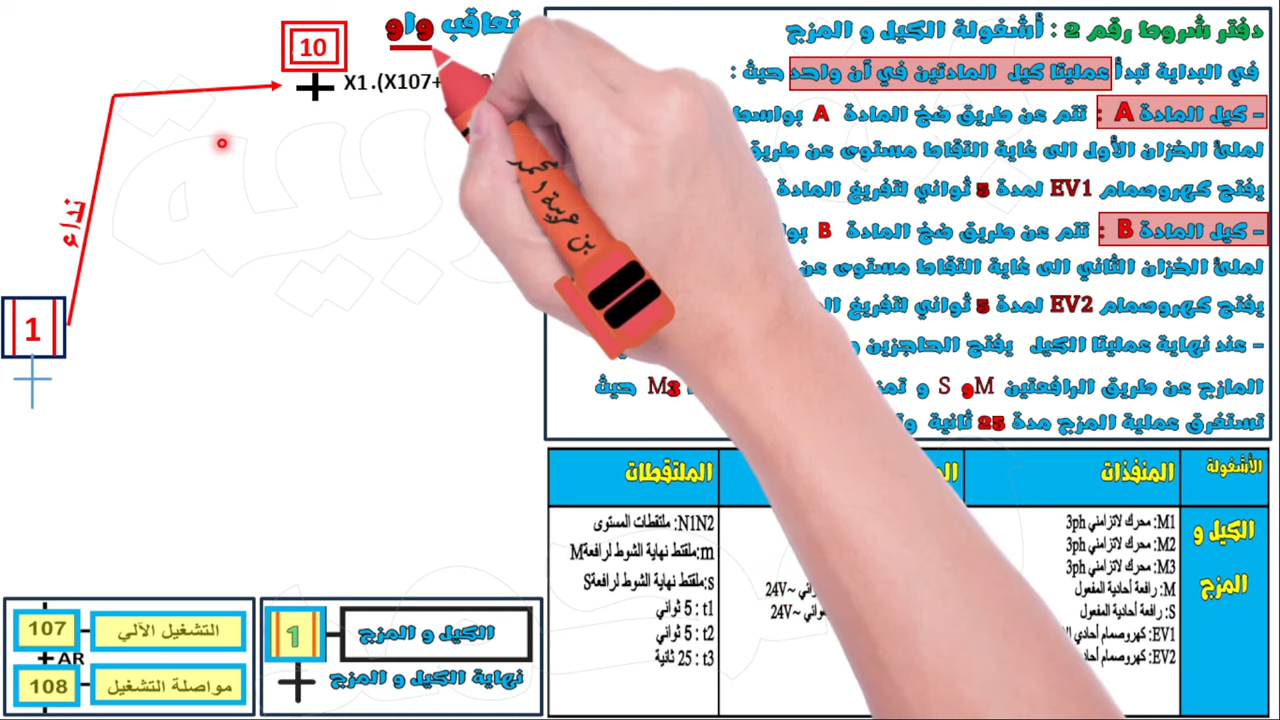 تعاقب واو
10
X1.(X107+
نداء
1
دفتر شروط رقم 2 : أشغولة الكيل و المزج
في البداية تبدأ عمليتا كيل المادتين في آن واحد حيث :
- كيل المادة A : تتم عن طريق ضخ المادة A
لملئ الخزان الأول الى غاية التقاط مستوى عن
يفتح كهروصمام EV1 لمدة 5 ثواني لتفريغ المادة
- كيل المادة B : تتم عن طريق ضخ المادة B
لملئ الخزان الثاني الى غاية التقاط مستوى عن
يفتح كهروصمام EV2 لمدة 5 ثواني لتفريغ
- عند نهاية عمليتا الكيل يفتح الحاجزين و
المازج عن طريق الرافعتين M و S و M3 حيث
تستغرق عملية المزج مدة 25 ثانية
الأشغولة
المنفذات
الملتقطات
الكيل و المزج
M1: محرك لاتزامني 3ph
M2: محرك لاتزامني 3ph
M3: محرك لاتزامني 3ph
M: رافعة أحادية المفعول
S: رافعة أحادية المفعول
EV1: كهروصمام أحادي
EV2: كهروصمام
24V~
24V~
N1N2: ملتقطات المستوى
m:ملتقط نهاية الشوط لرافعةM
s:ملتقط نهاية الشوط لرافعةS
t1 : 5 ثواني
t2 : 5 ثواني
t3 : 25 ثانية
107
التشغيل الآلي
AR
108
مواصلة التشغيل
1
الكيل و المزج
نهاية الكيل و المزج
بن عربية
محمد